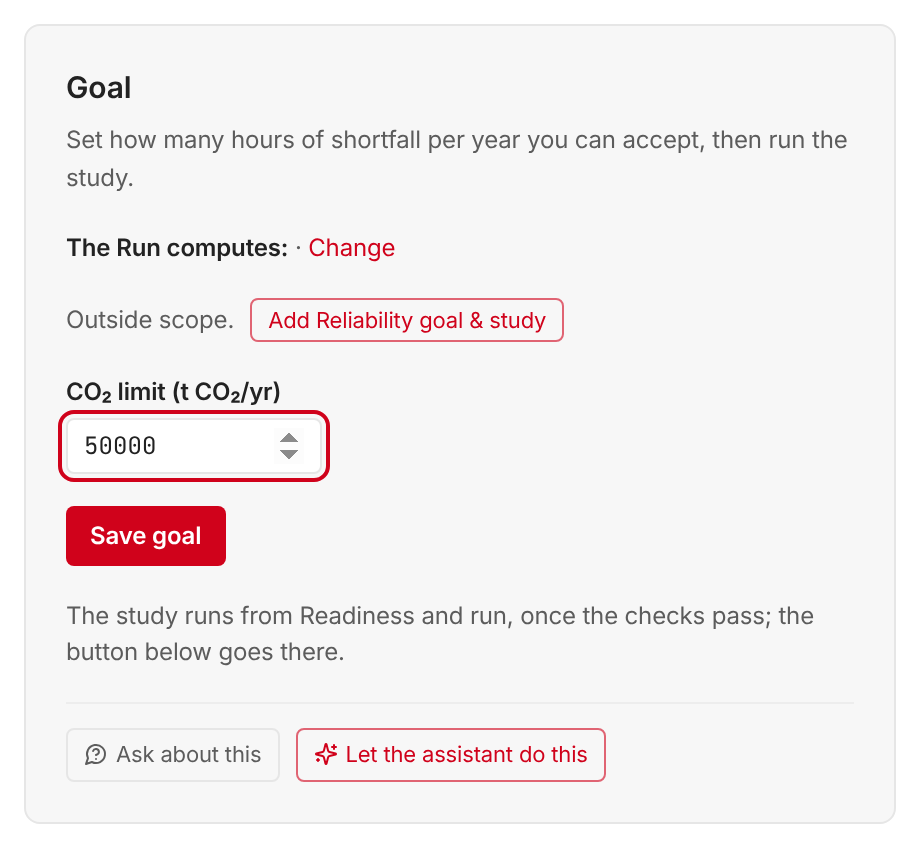 Goal
Set how many hours of shortfall per year you can accept, then run the
study.
The Run computes: · Change
Outside scope. Add Reliability goal & study
CO₂ limit (t CO₂/yr)
50000
Save goal
The study runs from Readiness and run, once the checks pass; the
button below goes there.
Ask about this Let the assistant do this